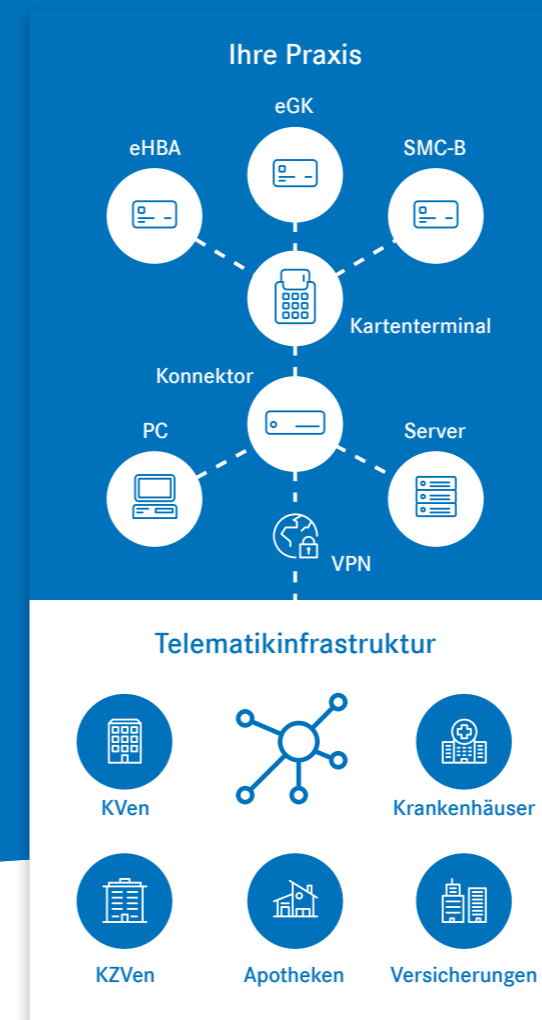 Ihre Praxis
eGK
eHBA
SMC-B
Kartenterminal
Konnektor
PC
Server
VPN
Telematikinfrastruktur
KVen
Krankenhäuser
KZVen
Apotheken
Versicherungen